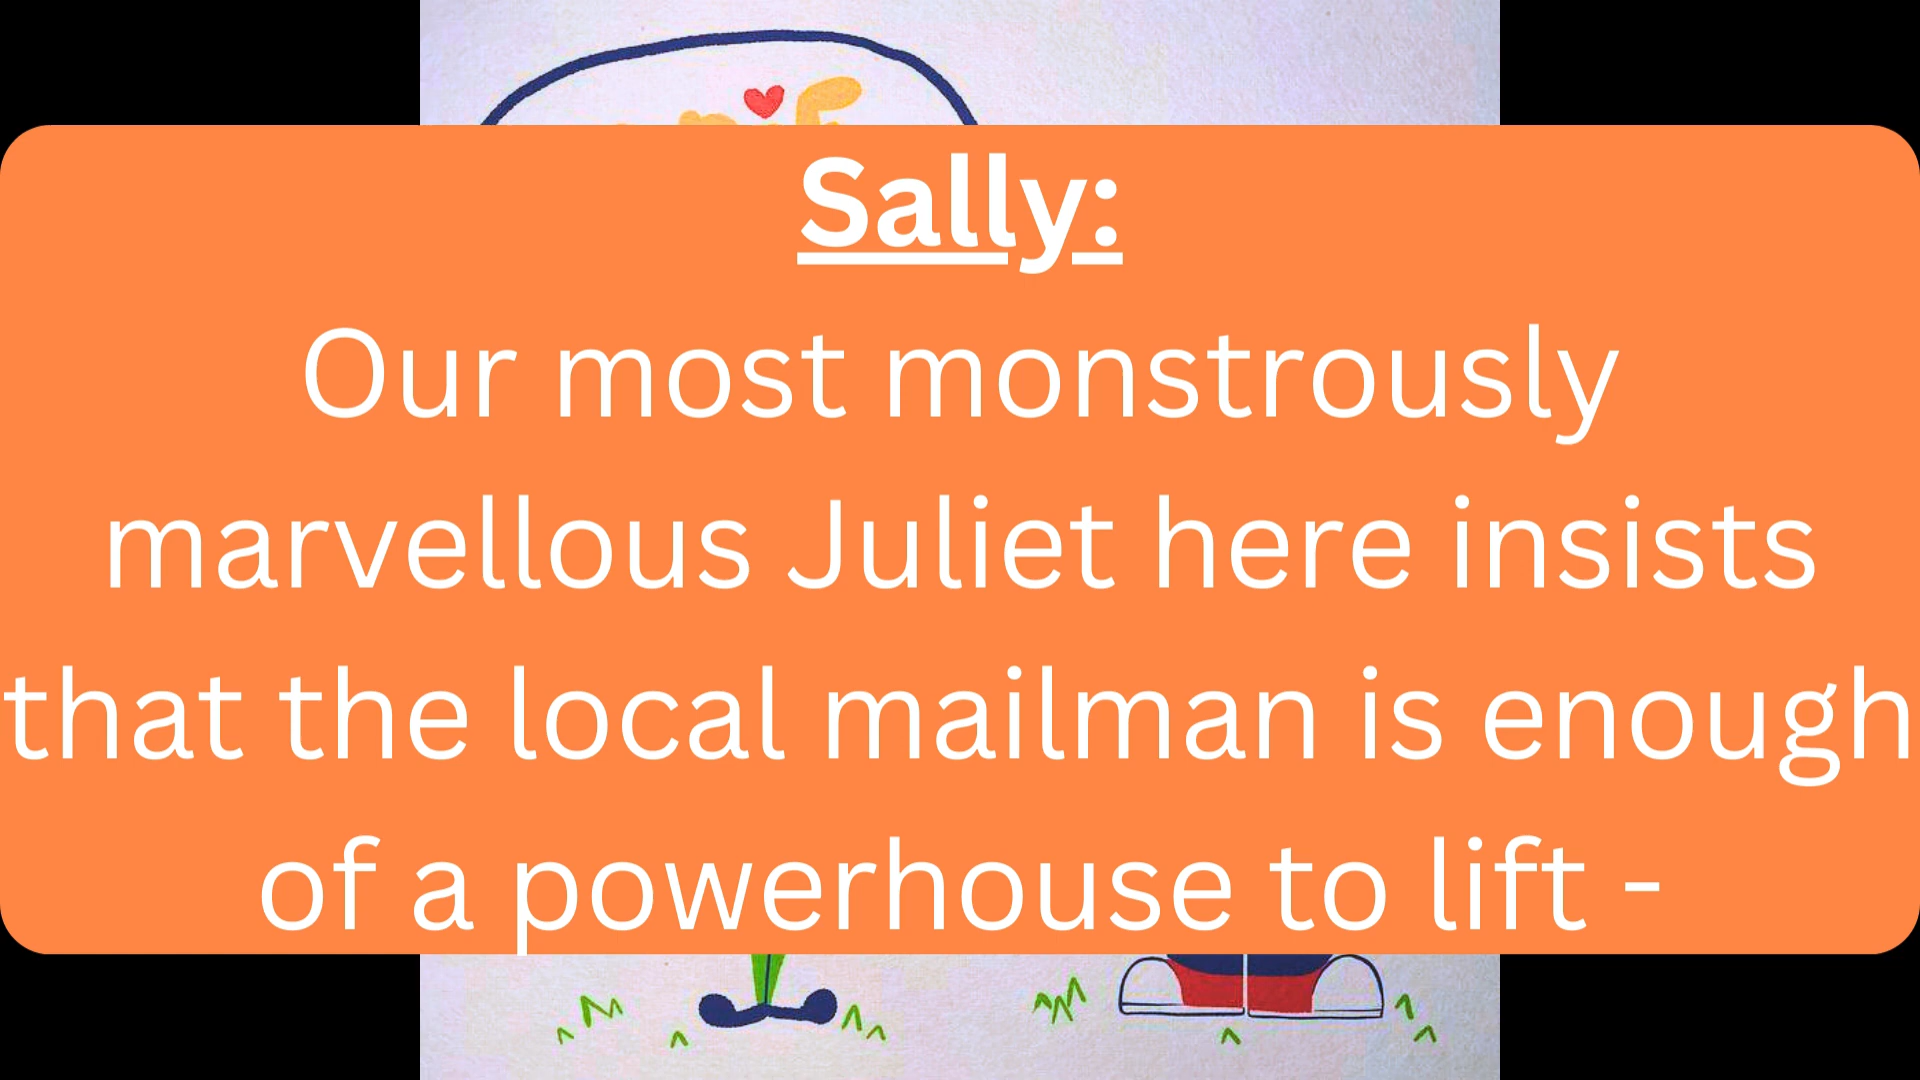 Sally:
Our most monstrously
marvellous Juliet here insists
that the local mailman is enough
of a powerhouse to lift -